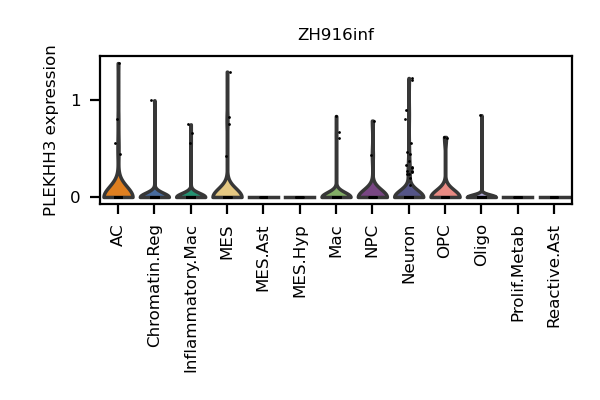 ZH916inf
PLEKHH3 expression
1
0
AC
Chromatin.Reg
Inflammatory.Mac
MES
MES.Ast
MES.Hyp
Mac
NPC
Neuron
OPC
Oligo
Prolif.Metab
Reactive.Ast